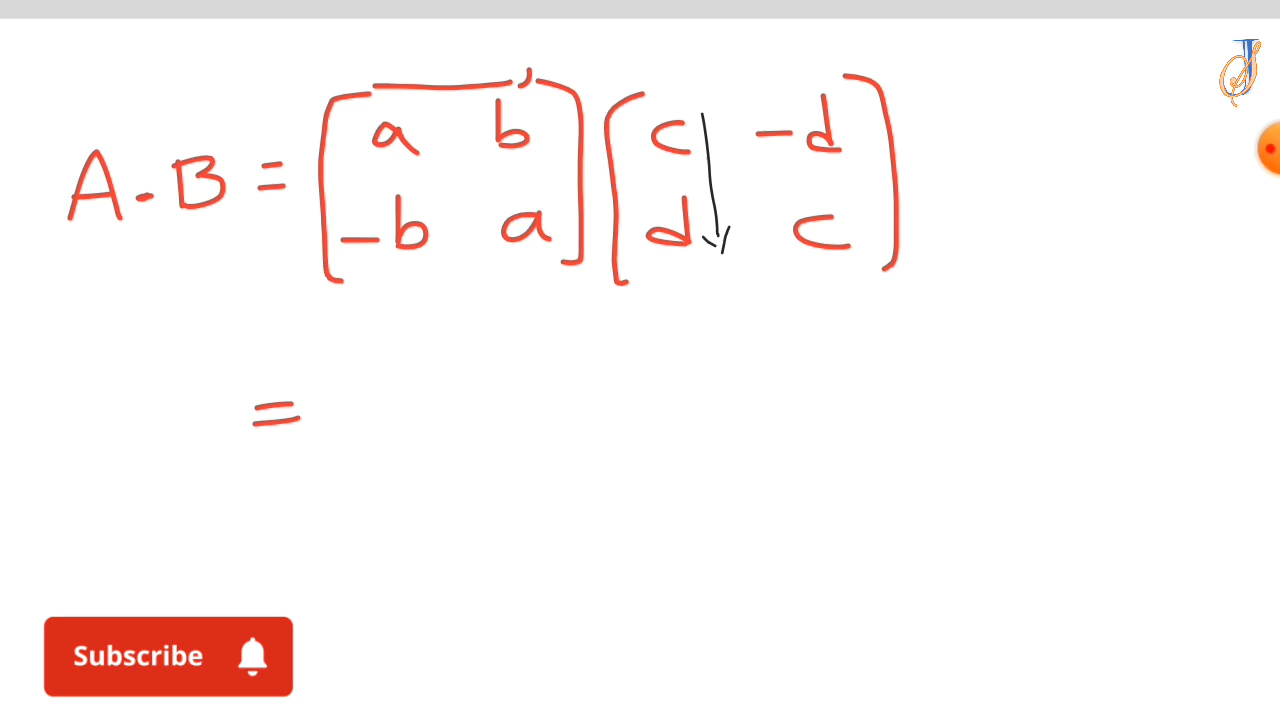 A . B = [ a b ] [ c -d ]
[ -b a ] [ d c ]
=
Subscribe